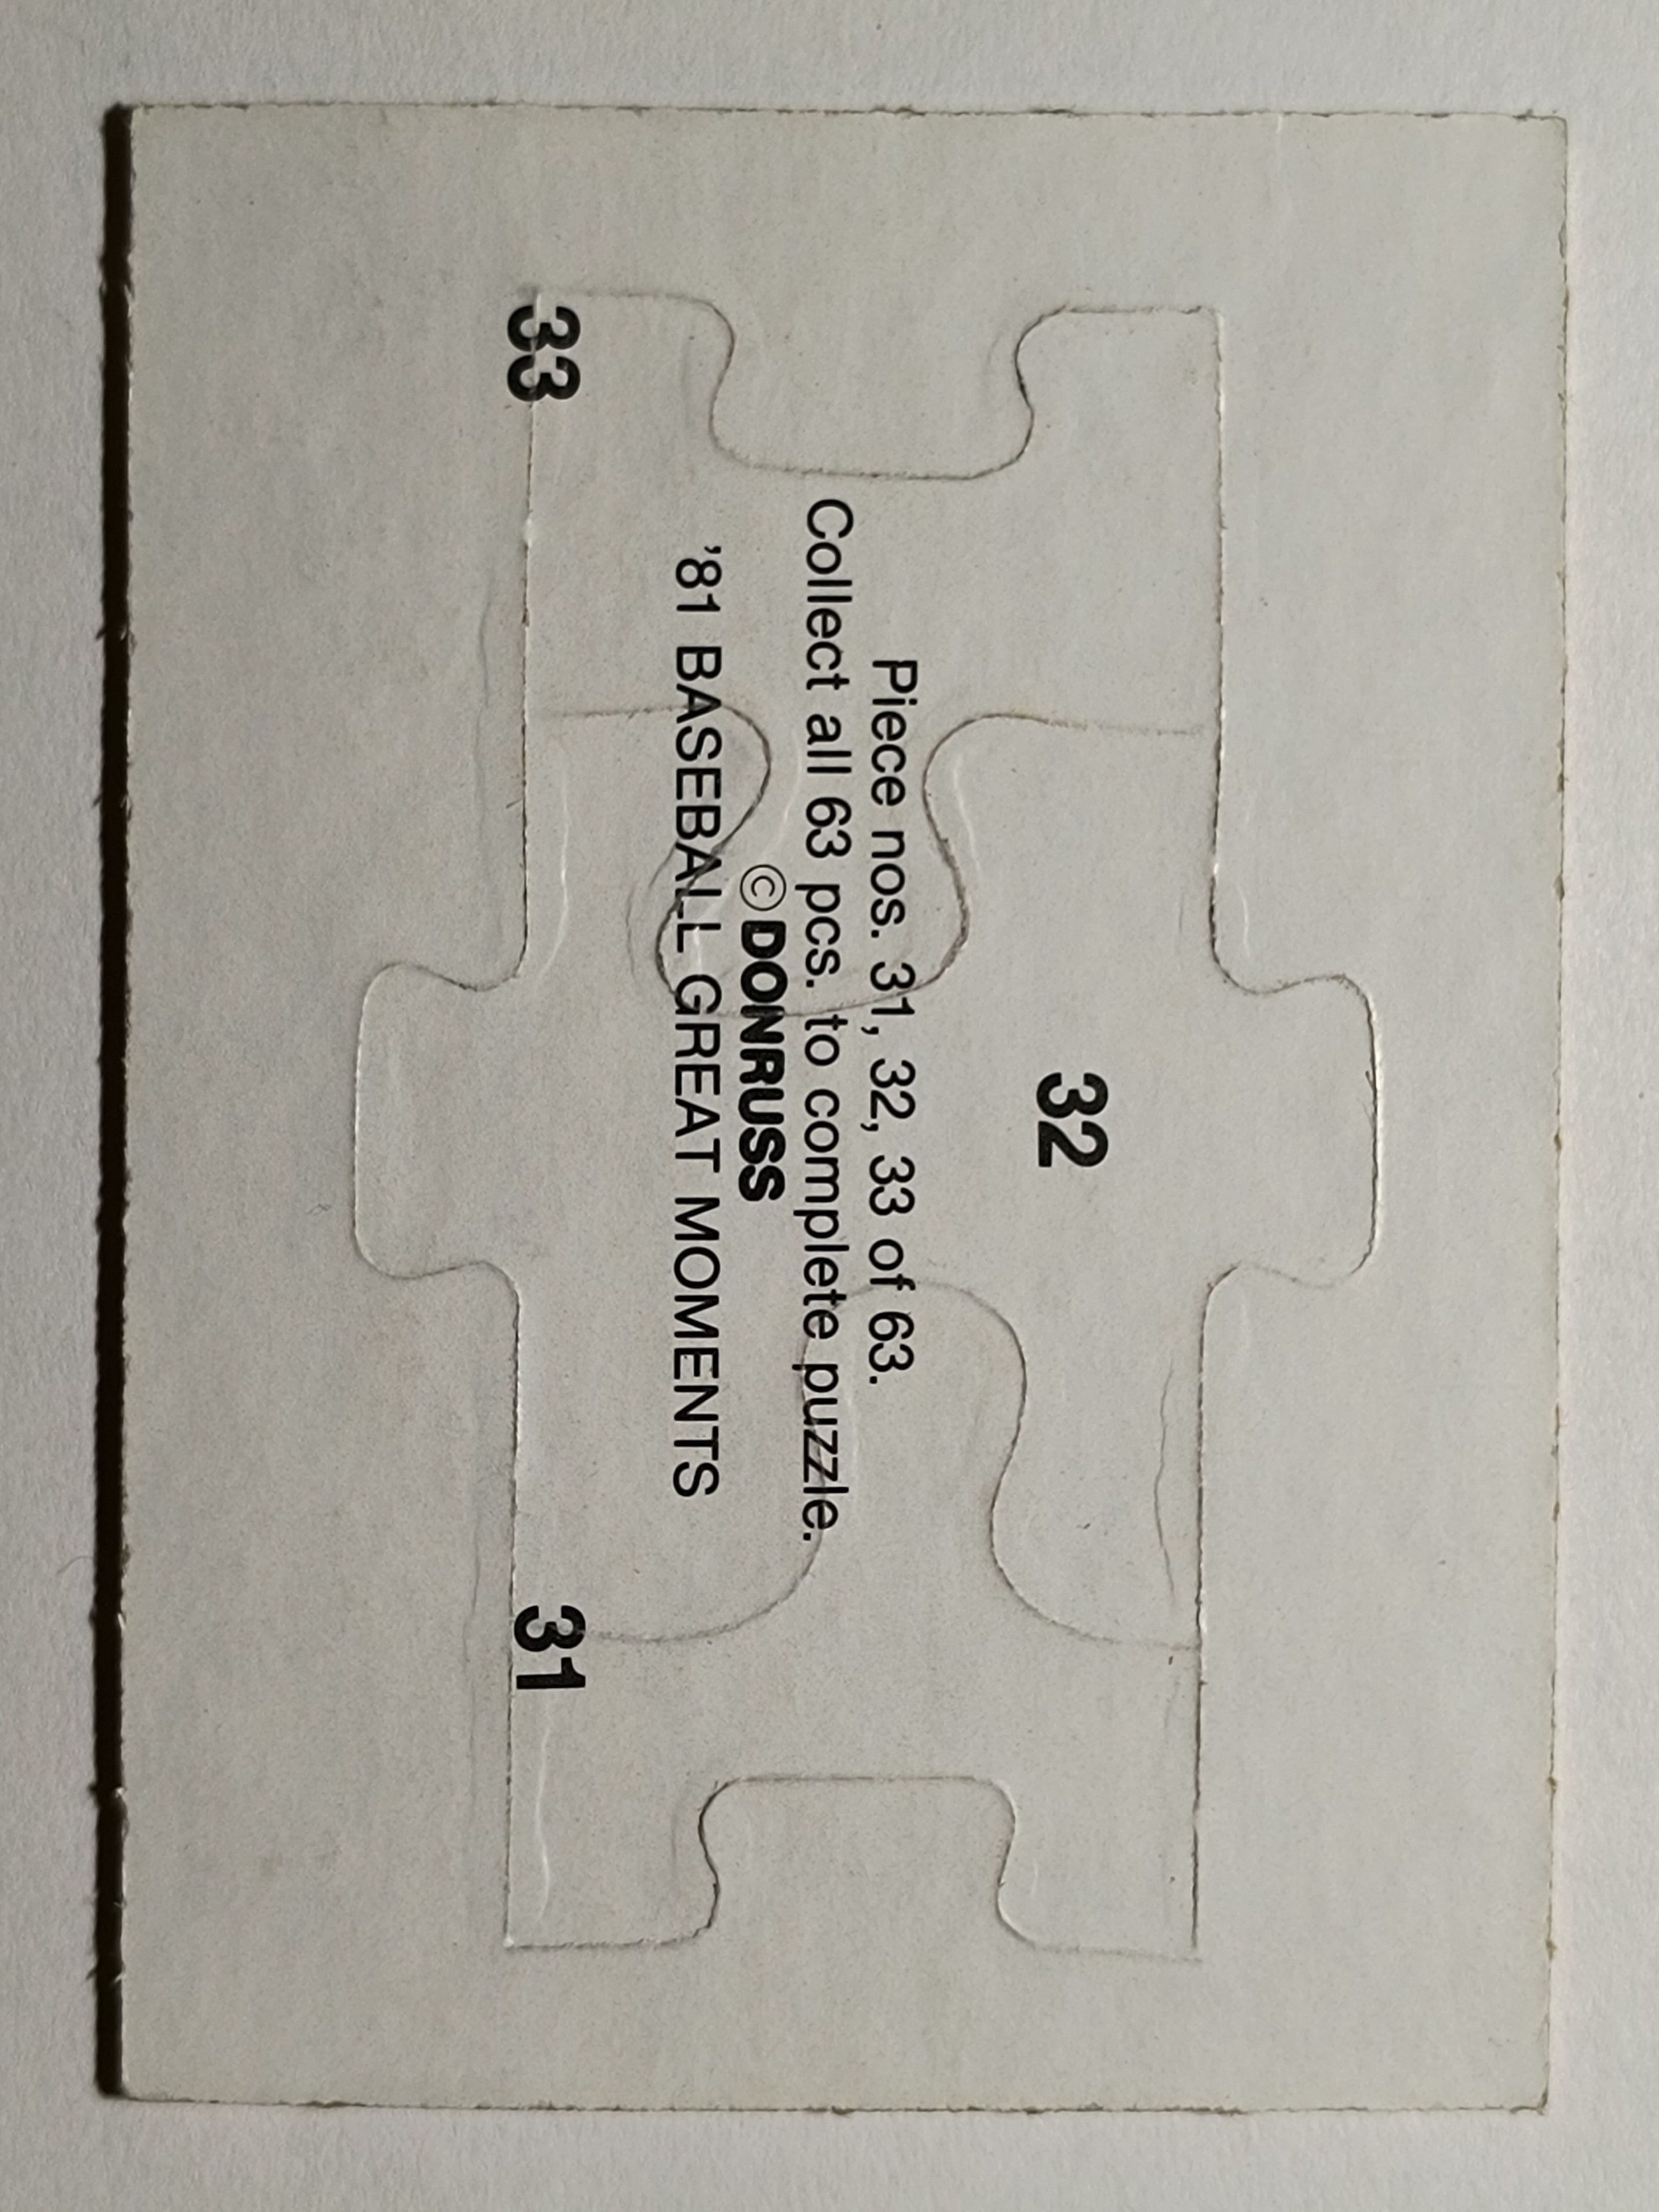 32
Piece nos. 31, 32, 33 of 63.
Collect all 63 pcs. to complete puzzle.
© DONRUSS
’81 BASEBALL GREAT MOMENTS
33
31